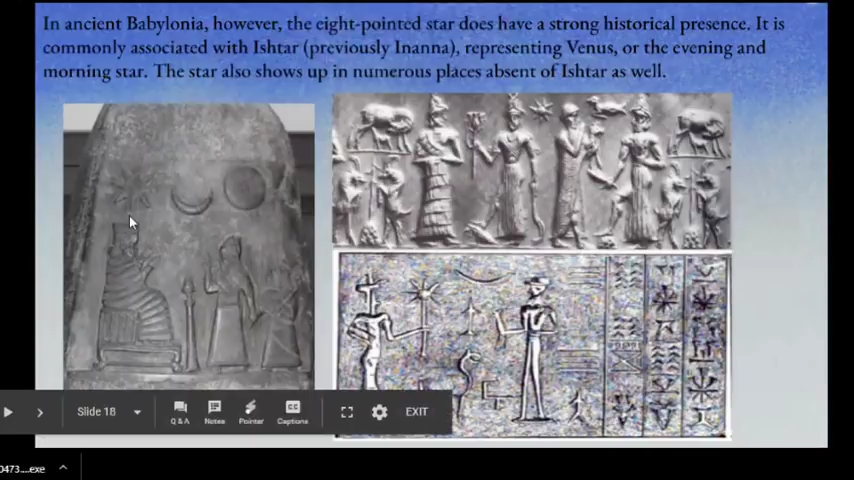 In ancient Babylonia, however, the eight-pointed star does have a strong historical presence. It is
commonly associated with Ishtar (previously Inanna), representing Venus, or the evening and
morning star. The star also shows up in numerous places absent of Ishtar as well.
Slide 18
Q & A
Notes
Pointer
Captions
EXIT
0473....exe